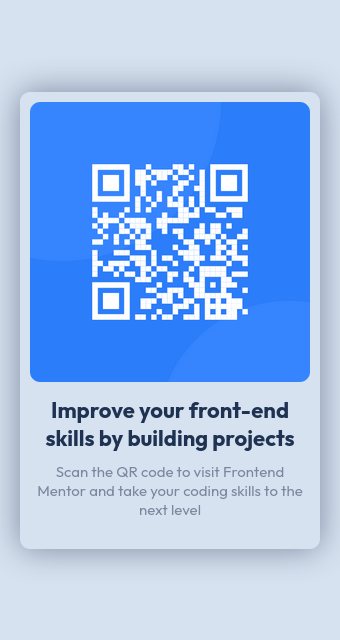 Improve your front-end
skills by building projects
Scan the QR code to visit Frontend
Mentor and take your coding skills to the
next level